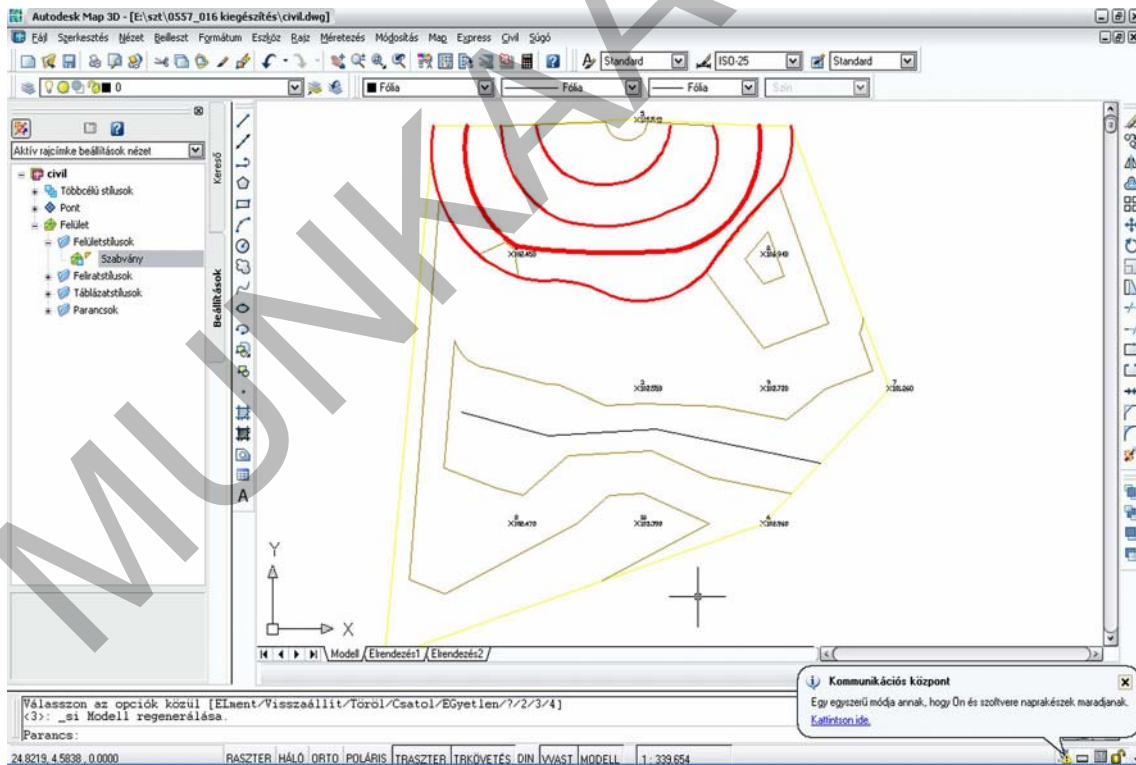 Autodesk Map 3D - [E:\szt\0557_016 kiegészítés\civil.dwg]
Fájl Szerkesztés Nézet Beilleszt Formátum Eszköz Rajz Méretezés Módosítás Map Express Civil Súgó
Standard ISO-25 Standard
0 Fólia Fólia Fólia Szín
Aktív rajzcímke beállítások nézet
civil
Többcélú stílusok
Pont
Felület
Felületstílusok
Szabvány
Feliratstílusok
Táblázatstílusok
Parancsok
Kereső
Beállítások
MUNKAA
Y
X
Modell Elrendezés1 Elrendezés2
Válasszon az opciók közül [ELment/Visszaállít/Töröl/Csatol/EGyetlen/?/2/3/4]
<3>: _si Modell regenerálása.
Parancs:
Kommunikációs központ
Egy egyszerű módja annak, hogy Ön és szoftvere naprakészek maradjanak.
Kattintson ide.
24.8219, 4.5838, 0.0000 RASZTER HÁLÓ ORTO POLÁRIS TRASZTER TRKÖVETÉS DIN VVAST MODELL 1 : 339.654